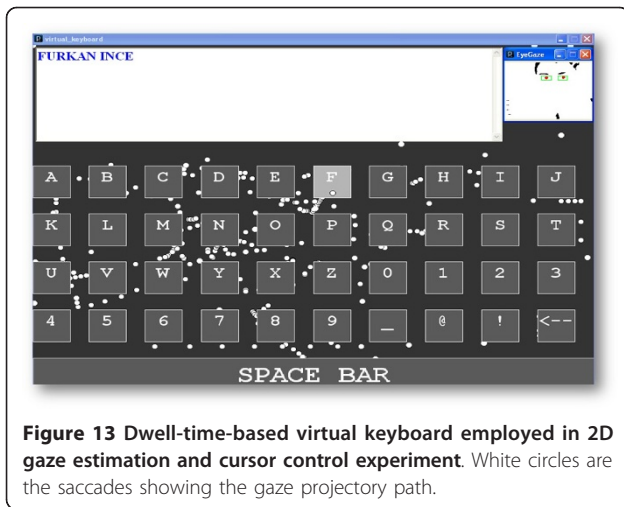 virtual_keyboard
EyeGaze
FURKAN INCE
A B C D E F G H I J
K L M N O P Q R S T
U V W Y X Z 0 1 2 3
4 5 6 7 8 9 _ @ ! <--
SPACE BAR
Figure 13 Dwell-time-based virtual keyboard employed in 2D
gaze estimation and cursor control experiment. White circles are
the saccades showing the gaze projectory path.